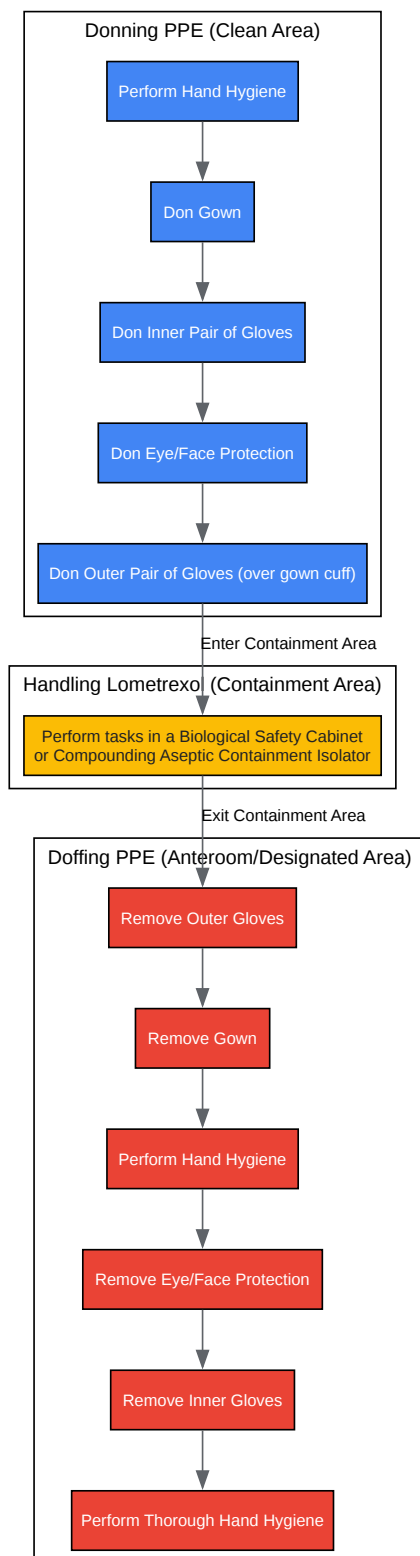 Donning PPE (Clean Area)
Perform Hand Hygiene
Don Gown
Don Inner Pair of Gloves
Don Eye/Face Protection
Don Outer Pair of Gloves (over gown cuff)
Enter Containment Area
Handling Lometrexol (Containment Area)
Perform tasks in a Biological Safety Cabinet
or Compounding Aseptic Containment Isolator
Exit Containment Area
Doffing PPE (Anteroom/Designated Area)
Remove Outer Gloves
Remove Gown
Perform Hand Hygiene
Remove Eye/Face Protection
Remove Inner Gloves
Perform Thorough Hand Hygiene